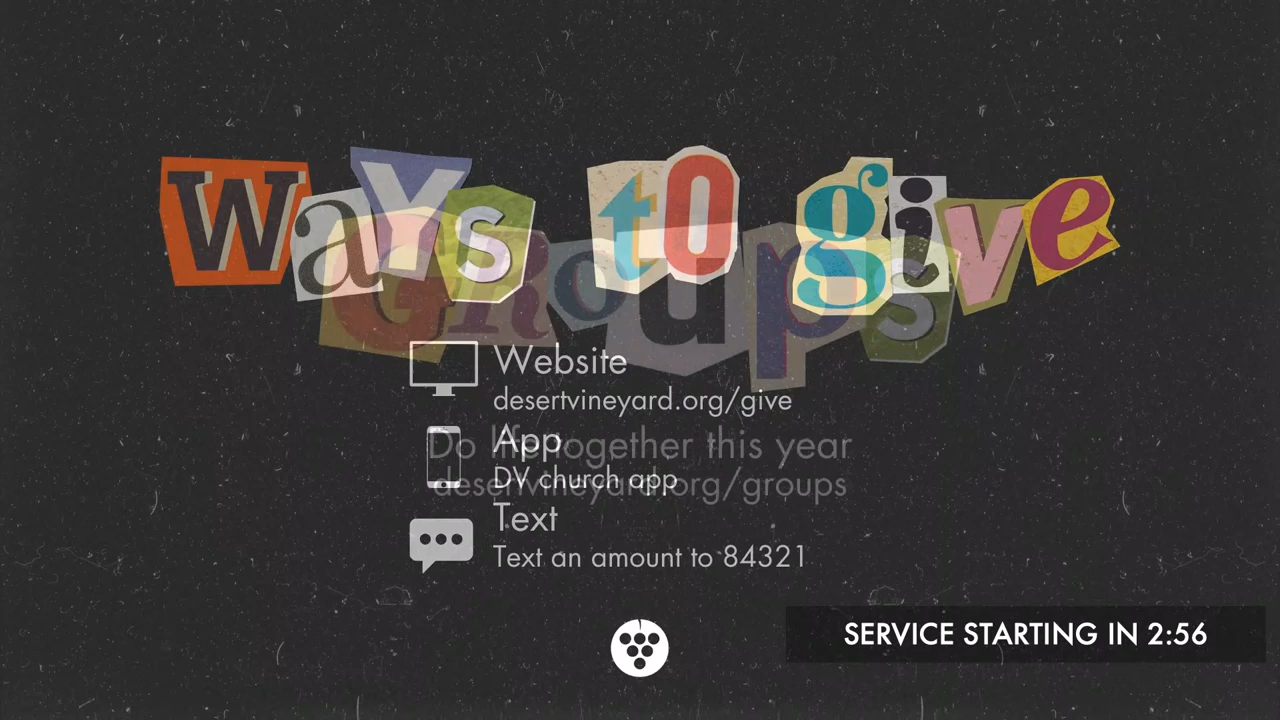 WaYS tO give
GRoups
Website
desertvineyard.org/give
App
Do life together this year
DV church app
desertvineyard.org/groups
Text
Text an amount to 84321
SERVICE STARTING IN 2:56